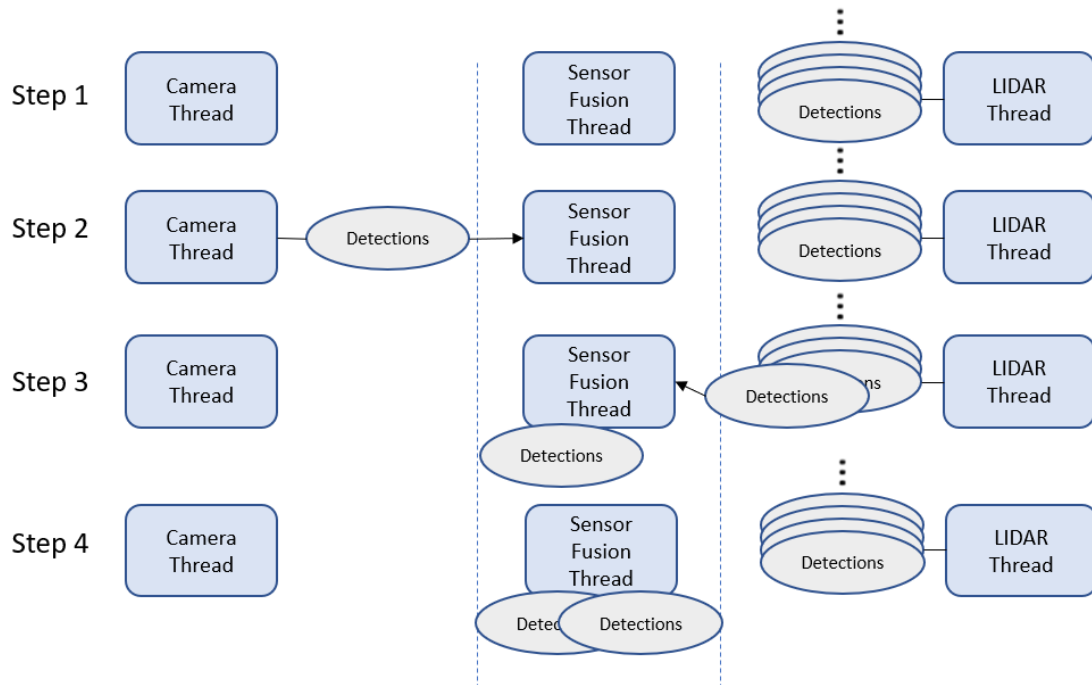 Step 1
Camera
Thread
Sensor
Fusion
Thread
Detections
LIDAR
Thread
Step 2
Camera
Thread
Detections
Sensor
Fusion
Thread
Detections
LIDAR
Thread
Step 3
Camera
Thread
Sensor
Fusion
Thread
Detections
Detections
ns
LIDAR
Thread
Step 4
Camera
Thread
Sensor
Fusion
Thread
Detec
Detections
Detections
LIDAR
Thread